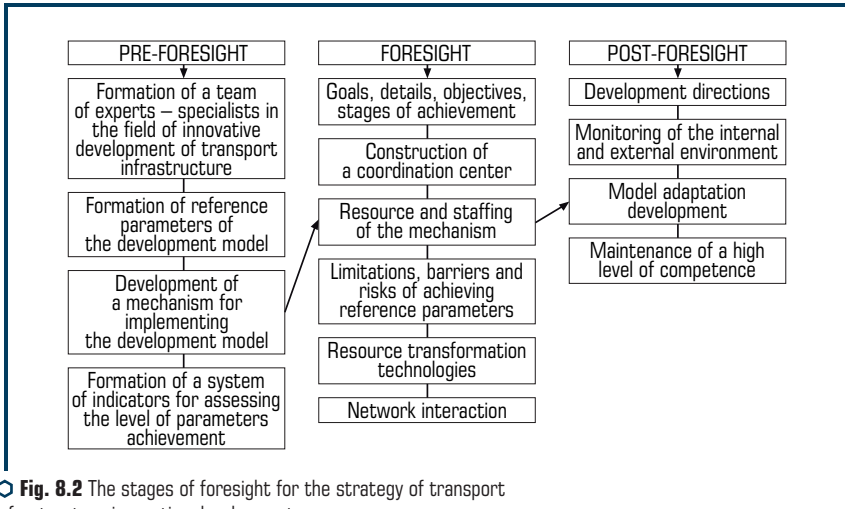 PRE-FORESIGHT
Formation of a team
of experts – specialists in
the field of innovative
development of transport
infrastructure
Formation of reference
parameters of
the development model
Development of
a mechanism for
implementing
the development model
Formation of a system
of indicators for assessing
the level of parameters
achievement
FORESIGHT
Goals, details, objectives,
stages of achievement
Construction of
a coordination center
Resource and staffing
of the mechanism
Limitations, barriers and
risks of achieving
reference parameters
Resource transformation
technologies
Network interaction
POST-FORESIGHT
Development directions
Monitoring of the internal
and external environment
Model adaptation
development
Maintenance of a high
level of competence
Fig. 8.2 The stages of foresight for the strategy of transport